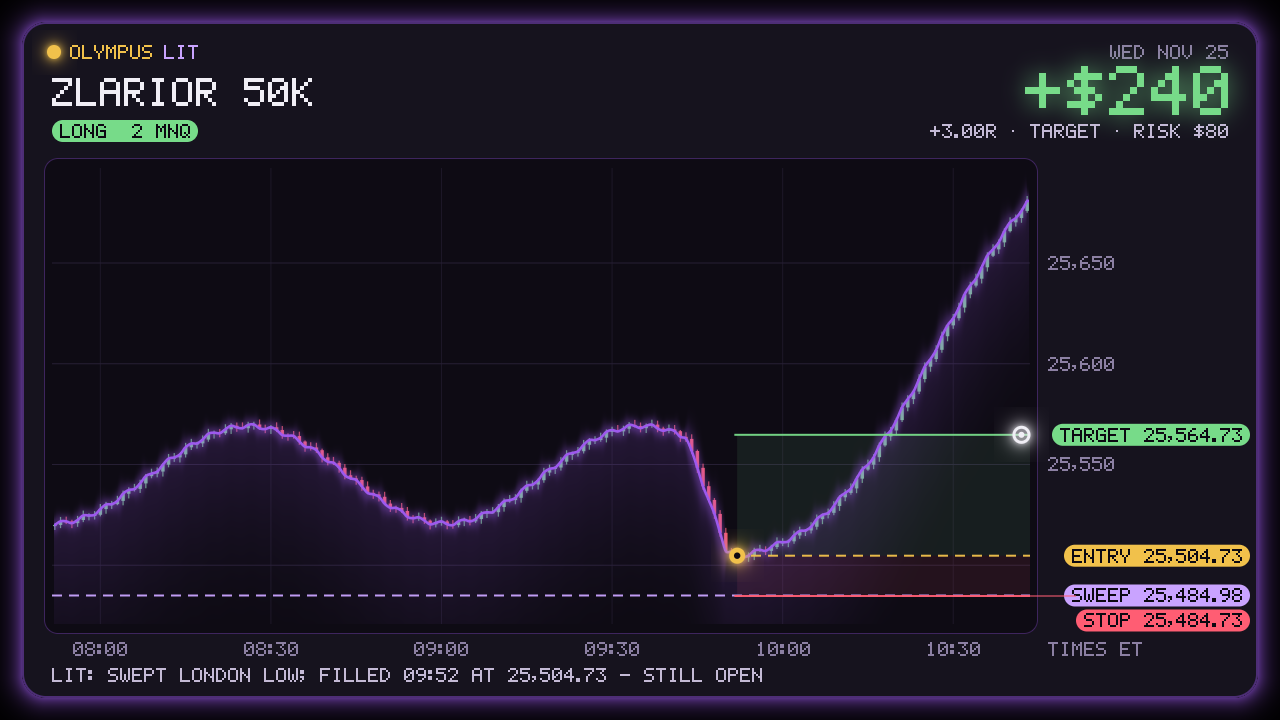 OLYMPUS LIT
WED NOV 25
ZLARIOR 50K
+$240
LONG 2 MNQ
+3.00R · TARGET · RISK $80
25,650
25,600
TARGET 25,564.73
25,550
ENTRY 25,504.73
SWEEP 25,484.98
STOP 25,484.73
08:00 08:30 09:00 09:30 10:00 10:30 TIMES ET
LIT: SWEPT LONDON LOW; FILLED 09:52 AT 25,504.73 — STILL OPEN